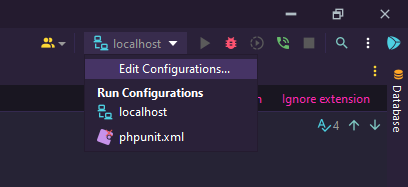 localhost
Edit Configurations...
Run Configurations
localhost
phpunit.xml
Ignore extension
4
Database